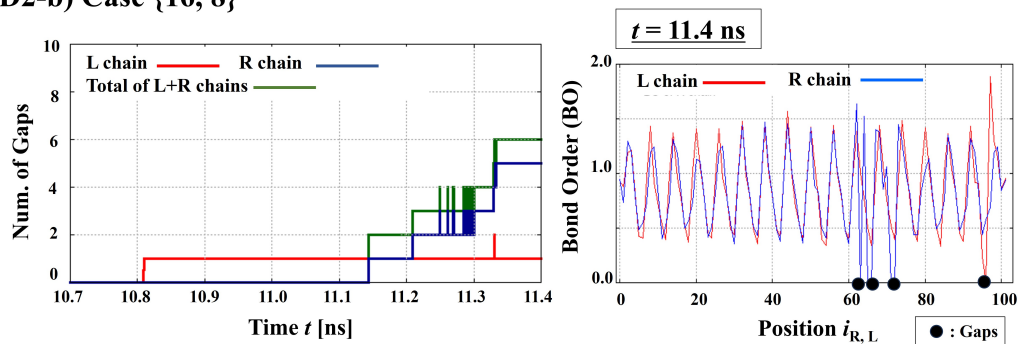 D2-b) Case {16, 8}
10
8
6
4
2
0
Num. of Gaps
L chain
R chain
Total of L+R chains
10.7 10.8 10.9 11.0 11.1 11.2 11.3 11.4
Time t [ns]
t = 11.4 ns
2.0
1.0
0.0
Bond Order (BO)
L chain
R chain
0 20 40 60 80 100
Position iR, L
: Gaps